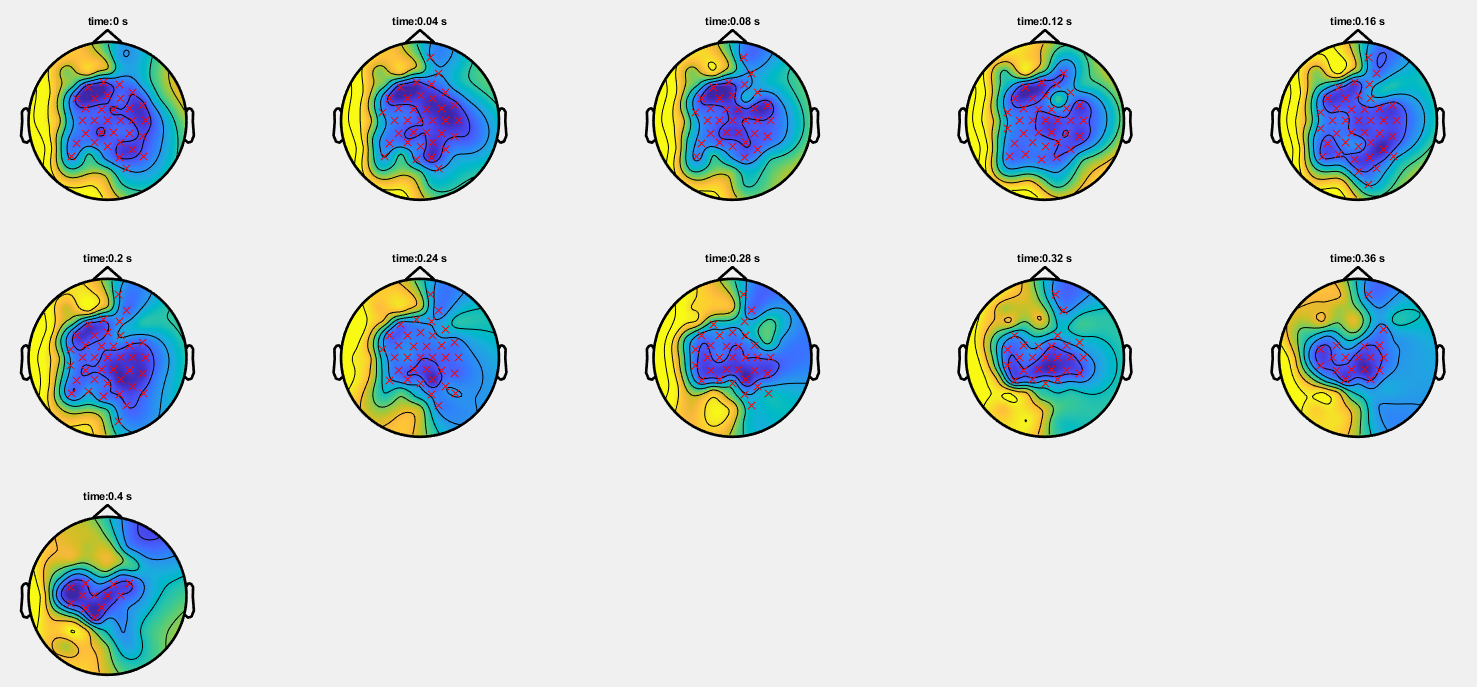 time:0 s
time:0.04 s
time:0.08 s
time:0.12 s
time:0.16 s
time:0.2 s
time:0.24 s
time:0.28 s
time:0.32 s
time:0.36 s
time:0.4 s